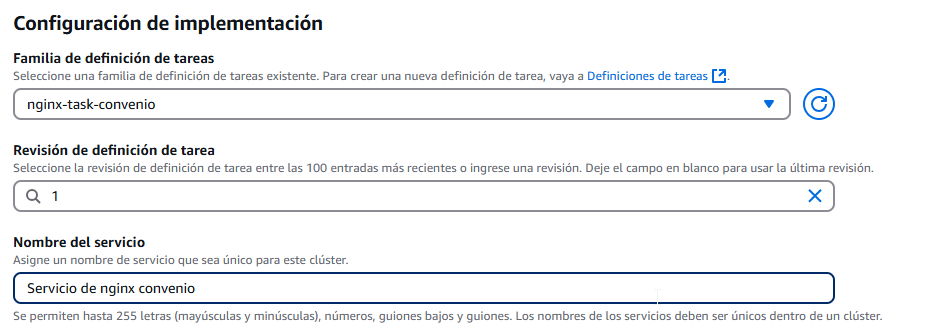 Configuración de implementación
Familia de definición de tareas
Seleccione una familia de definición de tareas existente. Para crear una nueva definición de tarea, vaya a Definiciones de tareas.
nginx-task-convenio
Revisión de definición de tarea
Seleccione la revisión de definición de tarea entre las 100 entradas más recientes o ingrese una revisión. Deje el campo en blanco para usar la última revisión.
1
Nombre del servicio
Asigne un nombre de servicio que sea único para este clúster.
Servicio de nginx convenio
Se permiten hasta 255 letras (mayúsculas y minúsculas), números, guiones bajos y guiones. Los nombres de los servicios deben ser únicos dentro de un clúster.